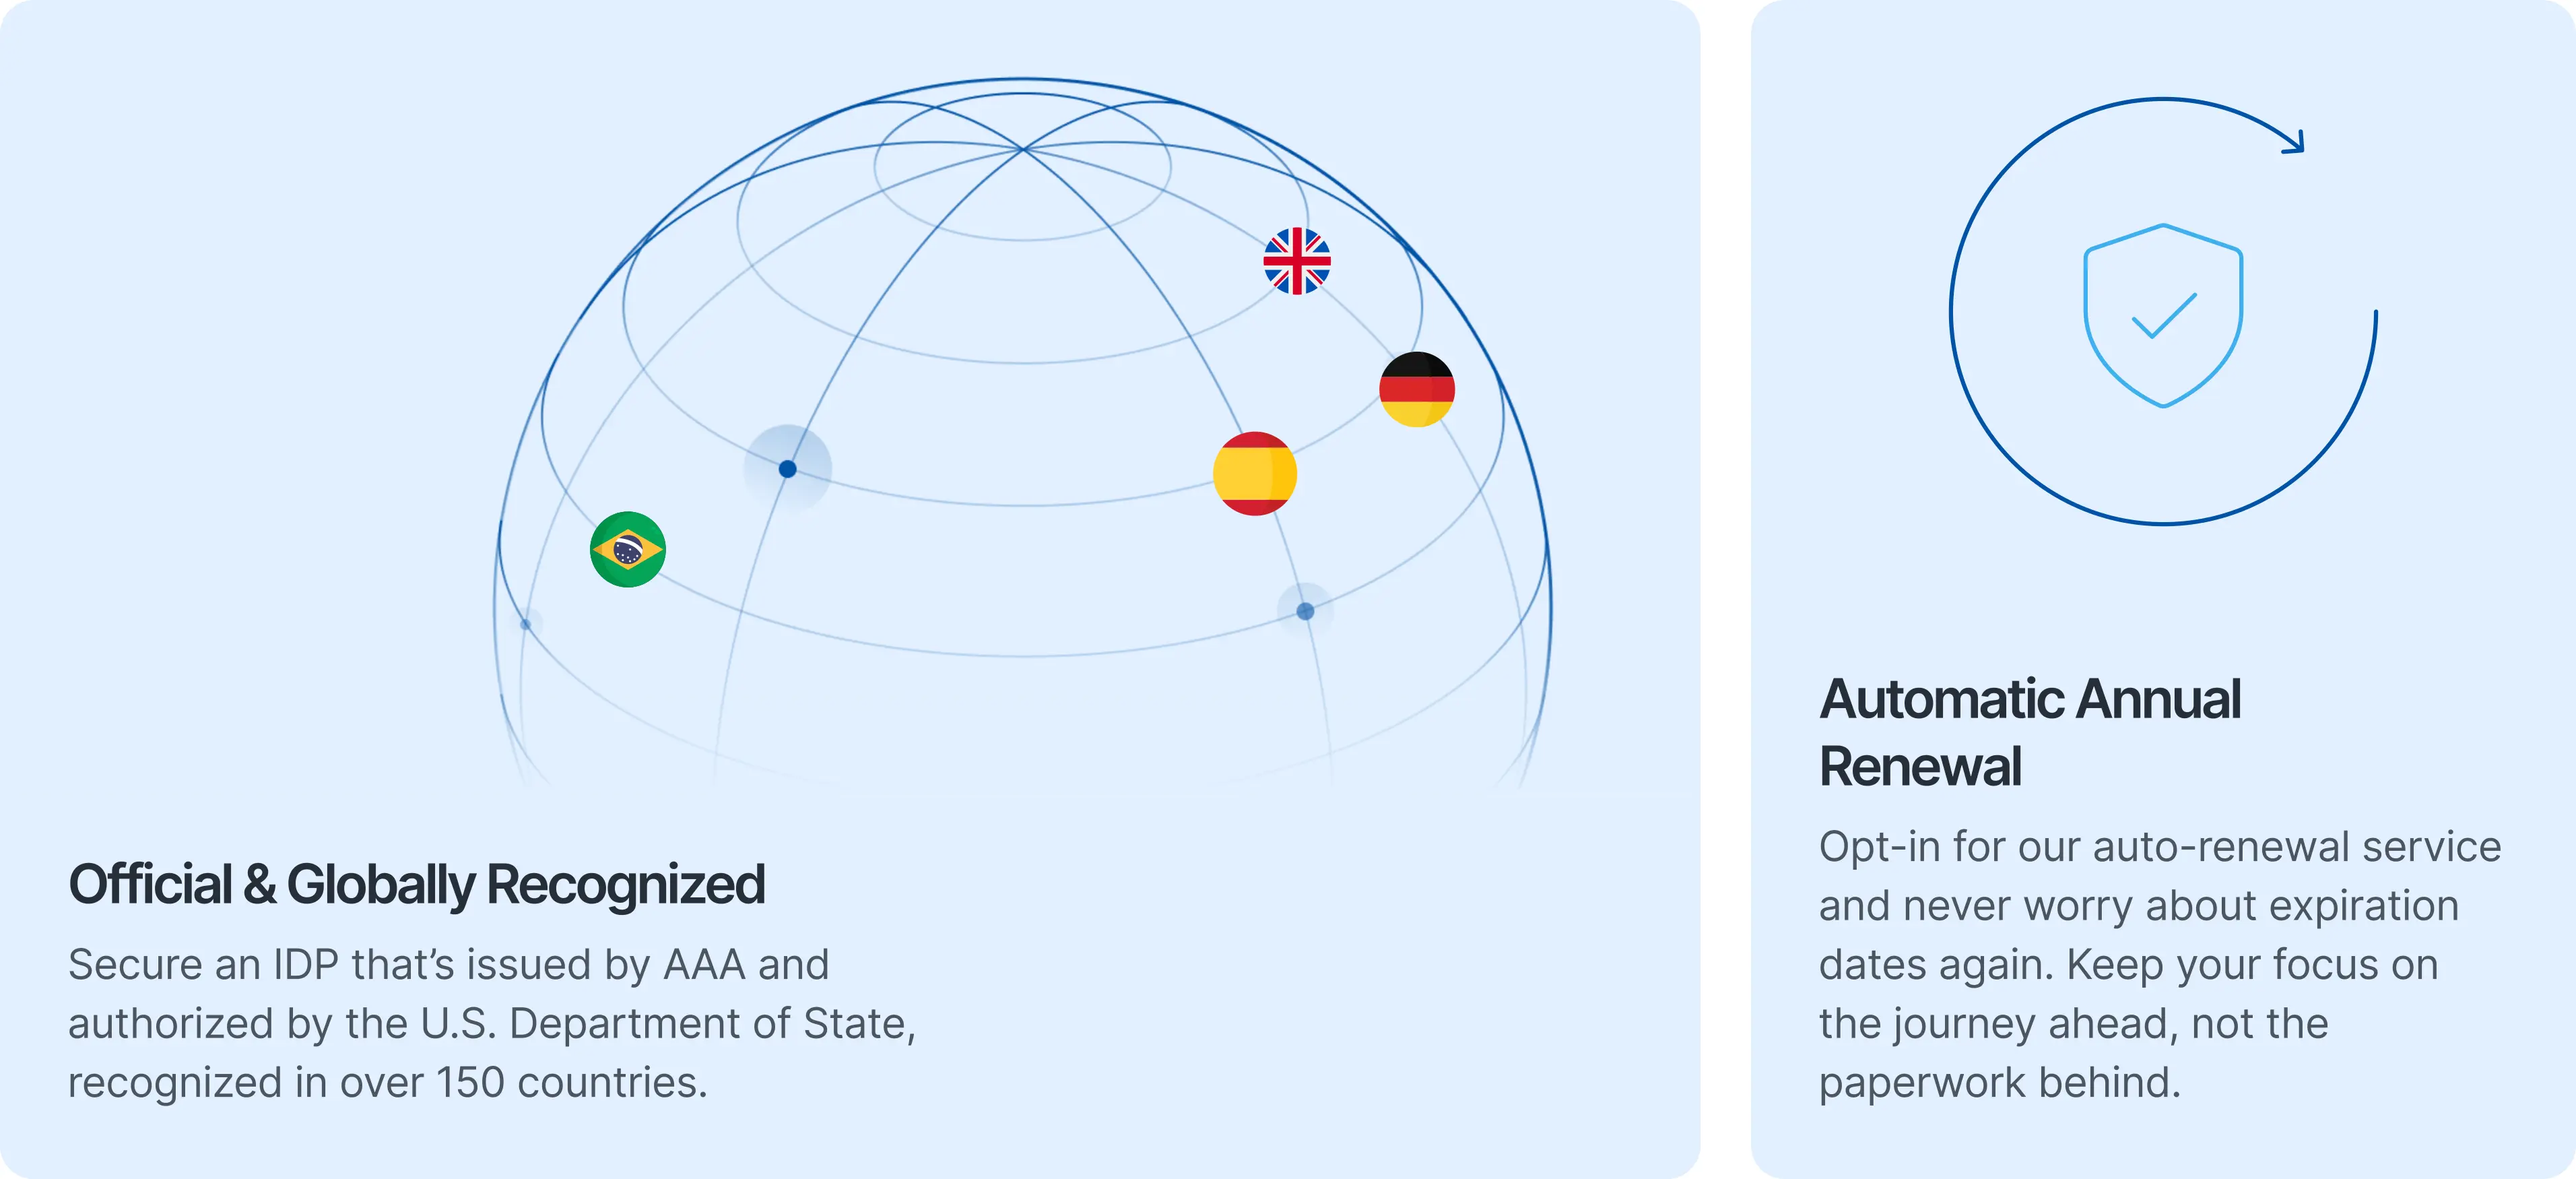 Official & Globally Recognized
Secure an IDP that’s issued by AAA and
authorized by the U.S. Department of State,
recognized in over 150 countries.
Automatic Annual
Renewal
Opt-in for our auto-renewal service
and never worry about expiration
dates again. Keep your focus on
the journey ahead, not the
paperwork behind.